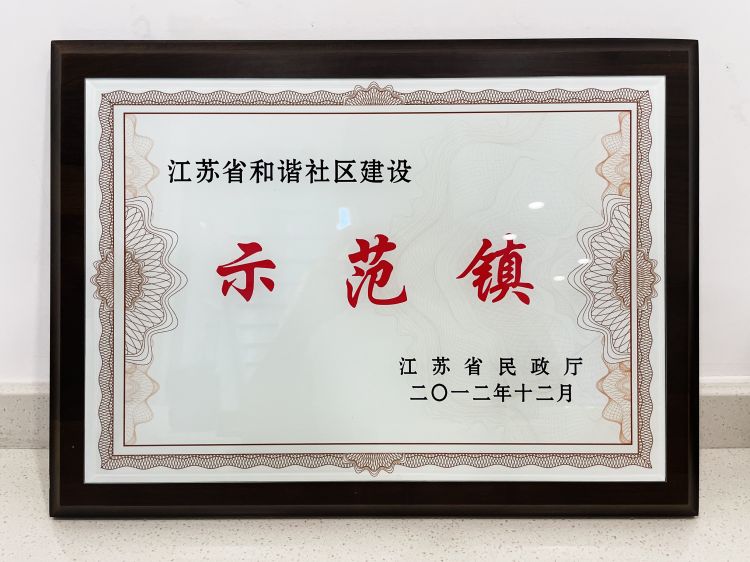 江苏省和谐社区建设
示范镇
江苏省民政厅
二〇一二年十二月